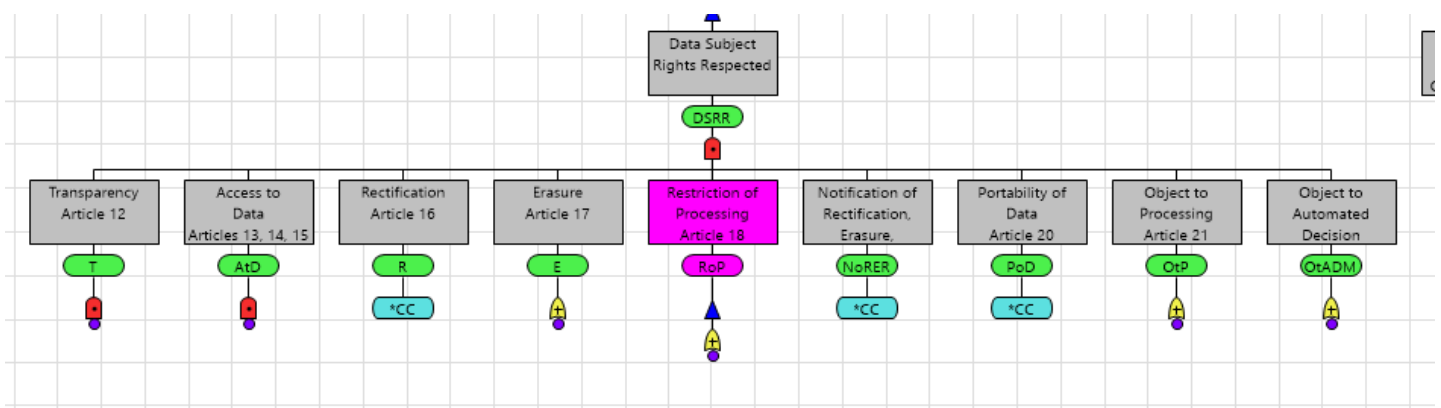 Data Subject
Rights Respected
DSRR
Transparency
Article 12
Access to
Data
Articles 13, 14, 15
Rectification
Article 16
Erasure
Article 17
Restriction of
Processing
Article 18
Notification of
Rectification,
Erasure,
Portability of
Data
Article 20
Object to
Processing
Article 21
Object to
Automated
Decision
T
AtD
R
E
RoP
NoRER
PoD
OtP
OtADM
*CC
*CC
*CC